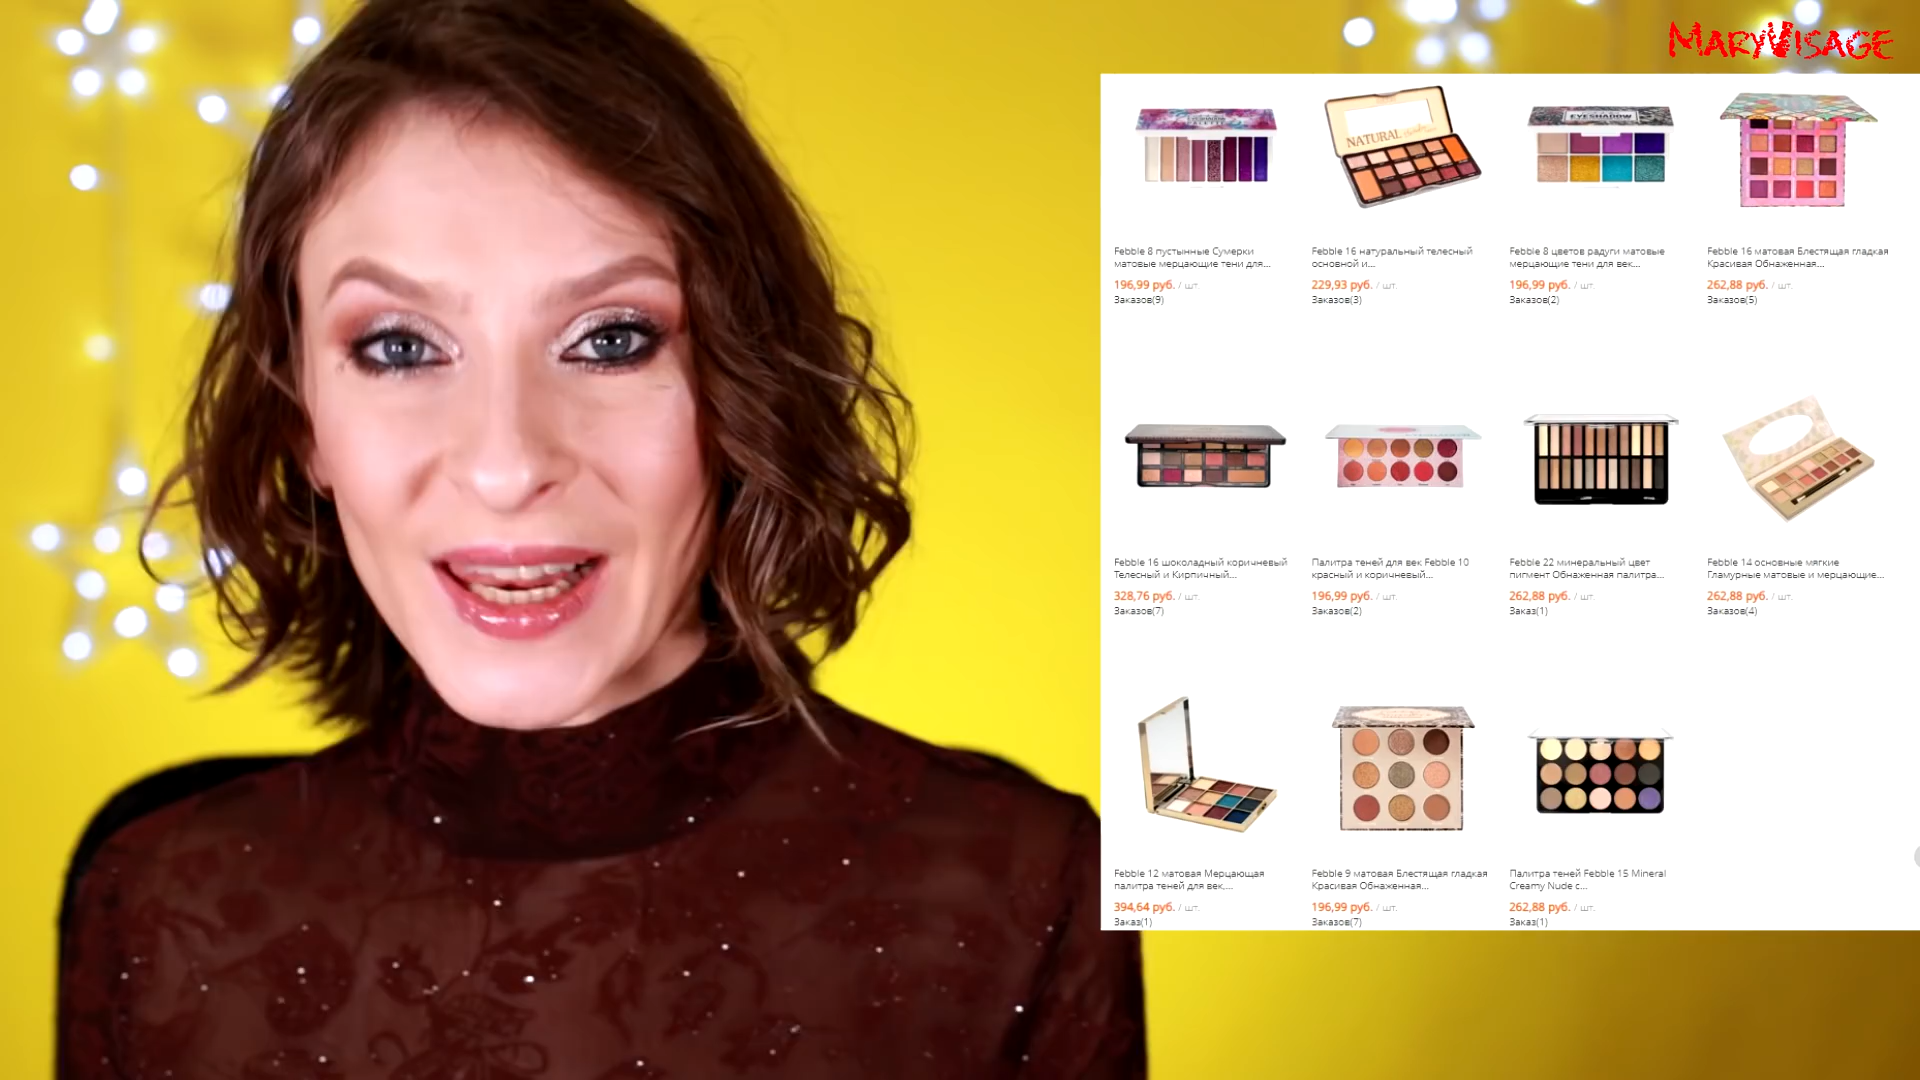 MARYVISAGE
NATURAL
EYESHADOW
Febble 8 пустынные Сумерки
матовые мерцающие тени для...
196,99 руб. / шт.
Заказов(9)
Febble 16 натуральный телесный
основной и...
229,93 руб. / шт.
Заказов(3)
Febble 8 цветов радуги матовые
мерцающие тени для век...
196,99 руб. / шт.
Заказов(2)
Febble 16 матовая Блестящая гладкая
Красивая Обнаженная...
262,88 руб. / шт.
Заказов(5)
Febble 16 шоколадный коричневый
Телесный и Кирпичный...
328,76 руб. / шт.
Заказов(7)
Палитра теней для век Febble 10
красный и коричневый...
196,99 руб. / шт.
Заказов(2)
Febble 22 минеральный цвет
пигмент Обнаженная палитра...
262,88 руб. / шт.
Заказ(1)
Febble 14 основные мягкие
Гламурные матовые и мерцающие...
262,88 руб. / шт.
Заказов(4)
Febble 12 матовая Мерцающая
палитра теней для век,...
394,64 руб. / шт.
Заказ(1)
Febble 9 матовая Блестящая гладкая
Красивая Обнаженная...
196,99 руб. / шт.
Заказов(7)
Палитра теней Febble 15 Mineral
Creamy Nude с...
262,88 руб. / шт.
Заказ(1)